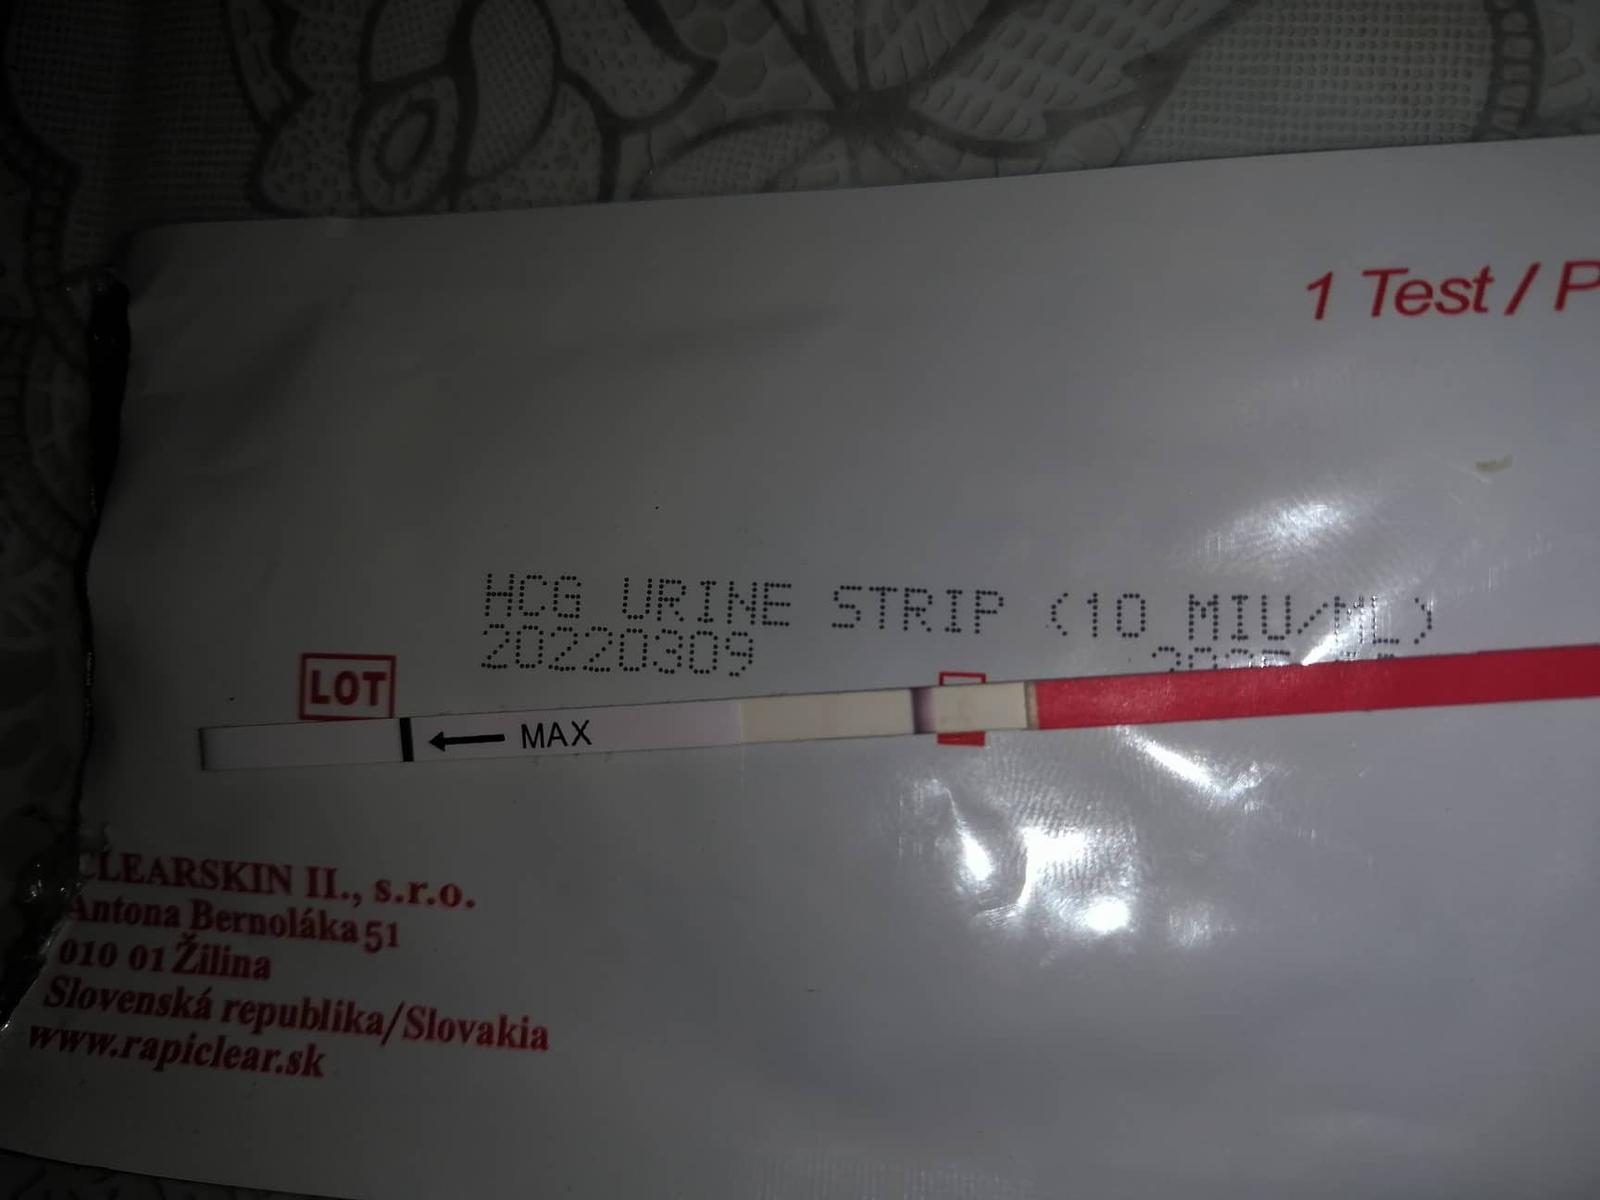 1 Test / P
HCG URINE STRIP (10 MIU/ML)
20220309
LOT
MAX
CLEARSKIN II., s.r.o.
Antona Bernoláka 51
010 01 Žilina
Slovenská republika/Slovakia
www.rapiclear.sk